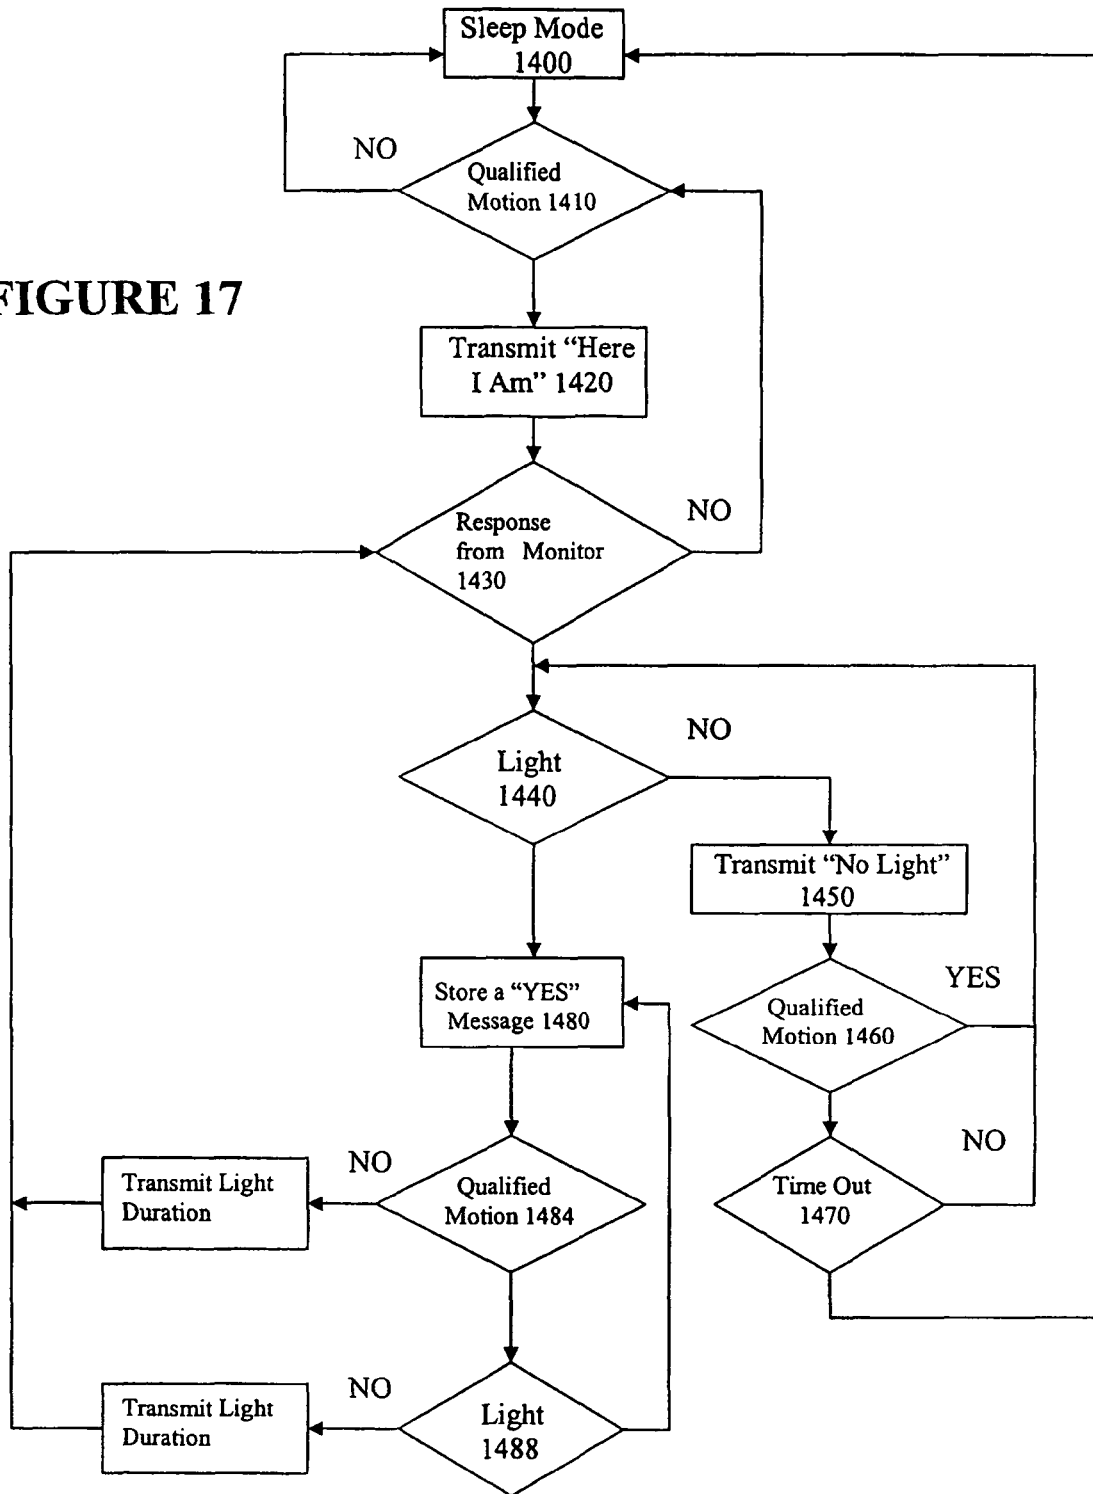 Sleep Mode
1400
NO
Qualified
Motion 1410
FIGURE 17
Transmit “Here
I Am” 1420
Response
from Monitor
1430
NO
Light
1440
NO
Transmit “No Light”
1450
Store a “YES”
Message 1480
Qualified
Motion 1460
YES
Time Out
1470
NO
Qualified
Motion 1484
NO
Transmit Light
Duration
Light
1488
NO
Transmit Light
Duration